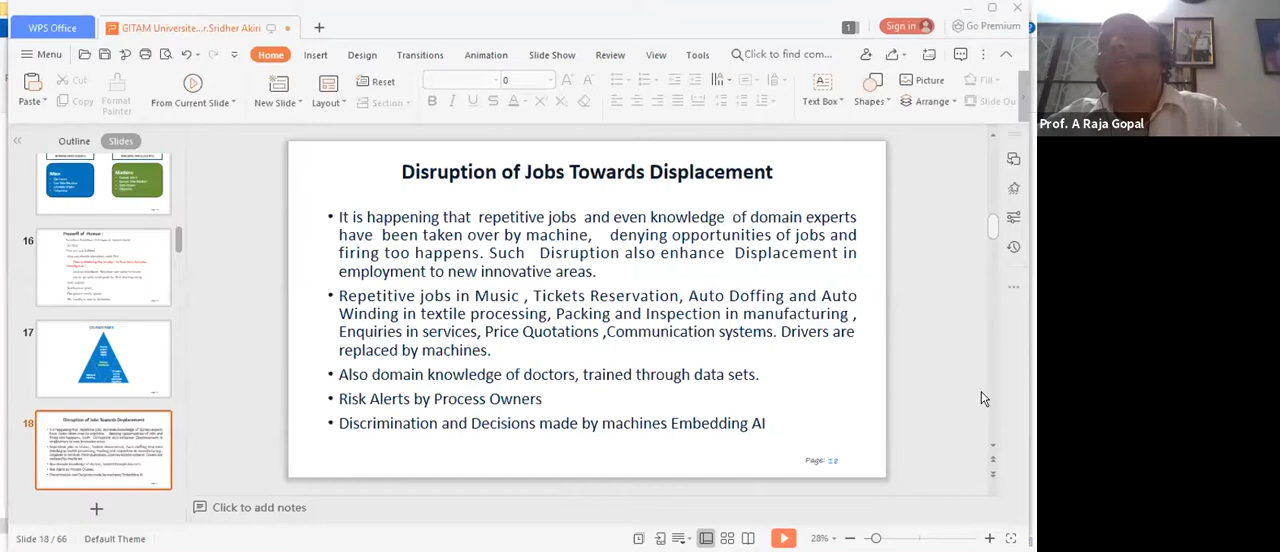 WPS Office
GITAM Universite...r.Sridher Akiri
1
Sign in
Go Premium
Menu
Home
Insert
Design
Transitions
Animation
Slide Show
Review
View
Tools
Click to find com...
Paste
Cut
Copy
Format
Painter
From Current Slide
New Slide
Layout
Reset
Section
B I U S A
Text Box
Shapes
Picture
Arrange
Fill
Slide Ou
Prof. A Raja Gopal
Outline
Slides
16
17
18
Disruption of Jobs Towards Displacement
• It is happening that repetitive jobs and even knowledge of domain experts
have been taken over by machine, denying opportunities of jobs and
firing too happens. Such Disruption also enhance Displacement in
employment to new innovative areas.
• Repetitive jobs in Music , Tickets Reservation, Auto Doffing and Auto
Winding in textile processing, Packing and Inspection in manufacturing ,
Enquiries in services, Price Quotations ,Communication systems. Drivers are
replaced by machines.
• Also domain knowledge of doctors, trained through data sets.
• Risk Alerts by Process Owners
• Discrimination and Decisions made by machines Embedding AI
Page: 18
Click to add notes
Slide 18 / 66
Default Theme
28%